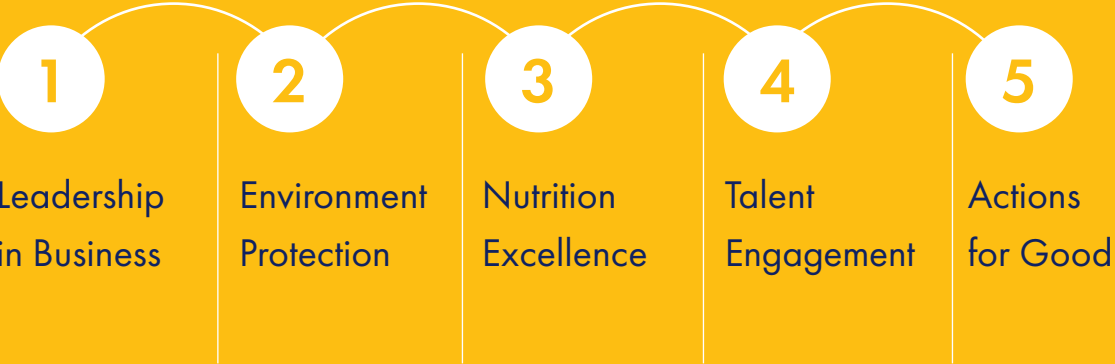 1
Leadership
in Business
2
Environment
Protection
3
Nutrition
Excellence
4
Talent
Engagement
5
Actions
for Good